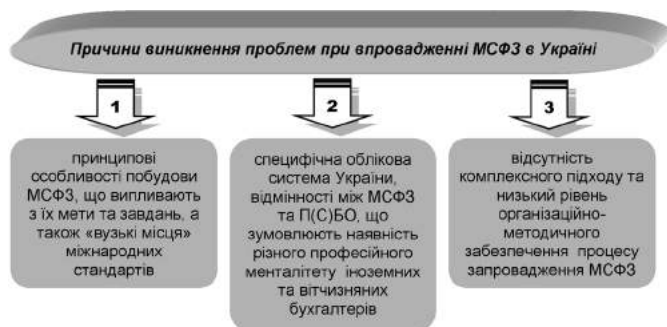 Причини виникнення проблем при впровадженні МСФЗ в Україні
1
2
3
принципові
особливості побудови
МСФЗ, що випливають
з їх мети та завдань, а
також «вузькі місця»
міжнародних
стандартів
специфічна облікова
система України,
відмінності між МСФЗ
та П(С)БО, що
зумовлюють наявність
різного професійного
менталітету іноземних
та вітчизняних
бухгалтерів
відсутність
комплексного підходу та
низький рівень
організаційно-
методичного
забезпечення процесу
запровадження МСФЗ